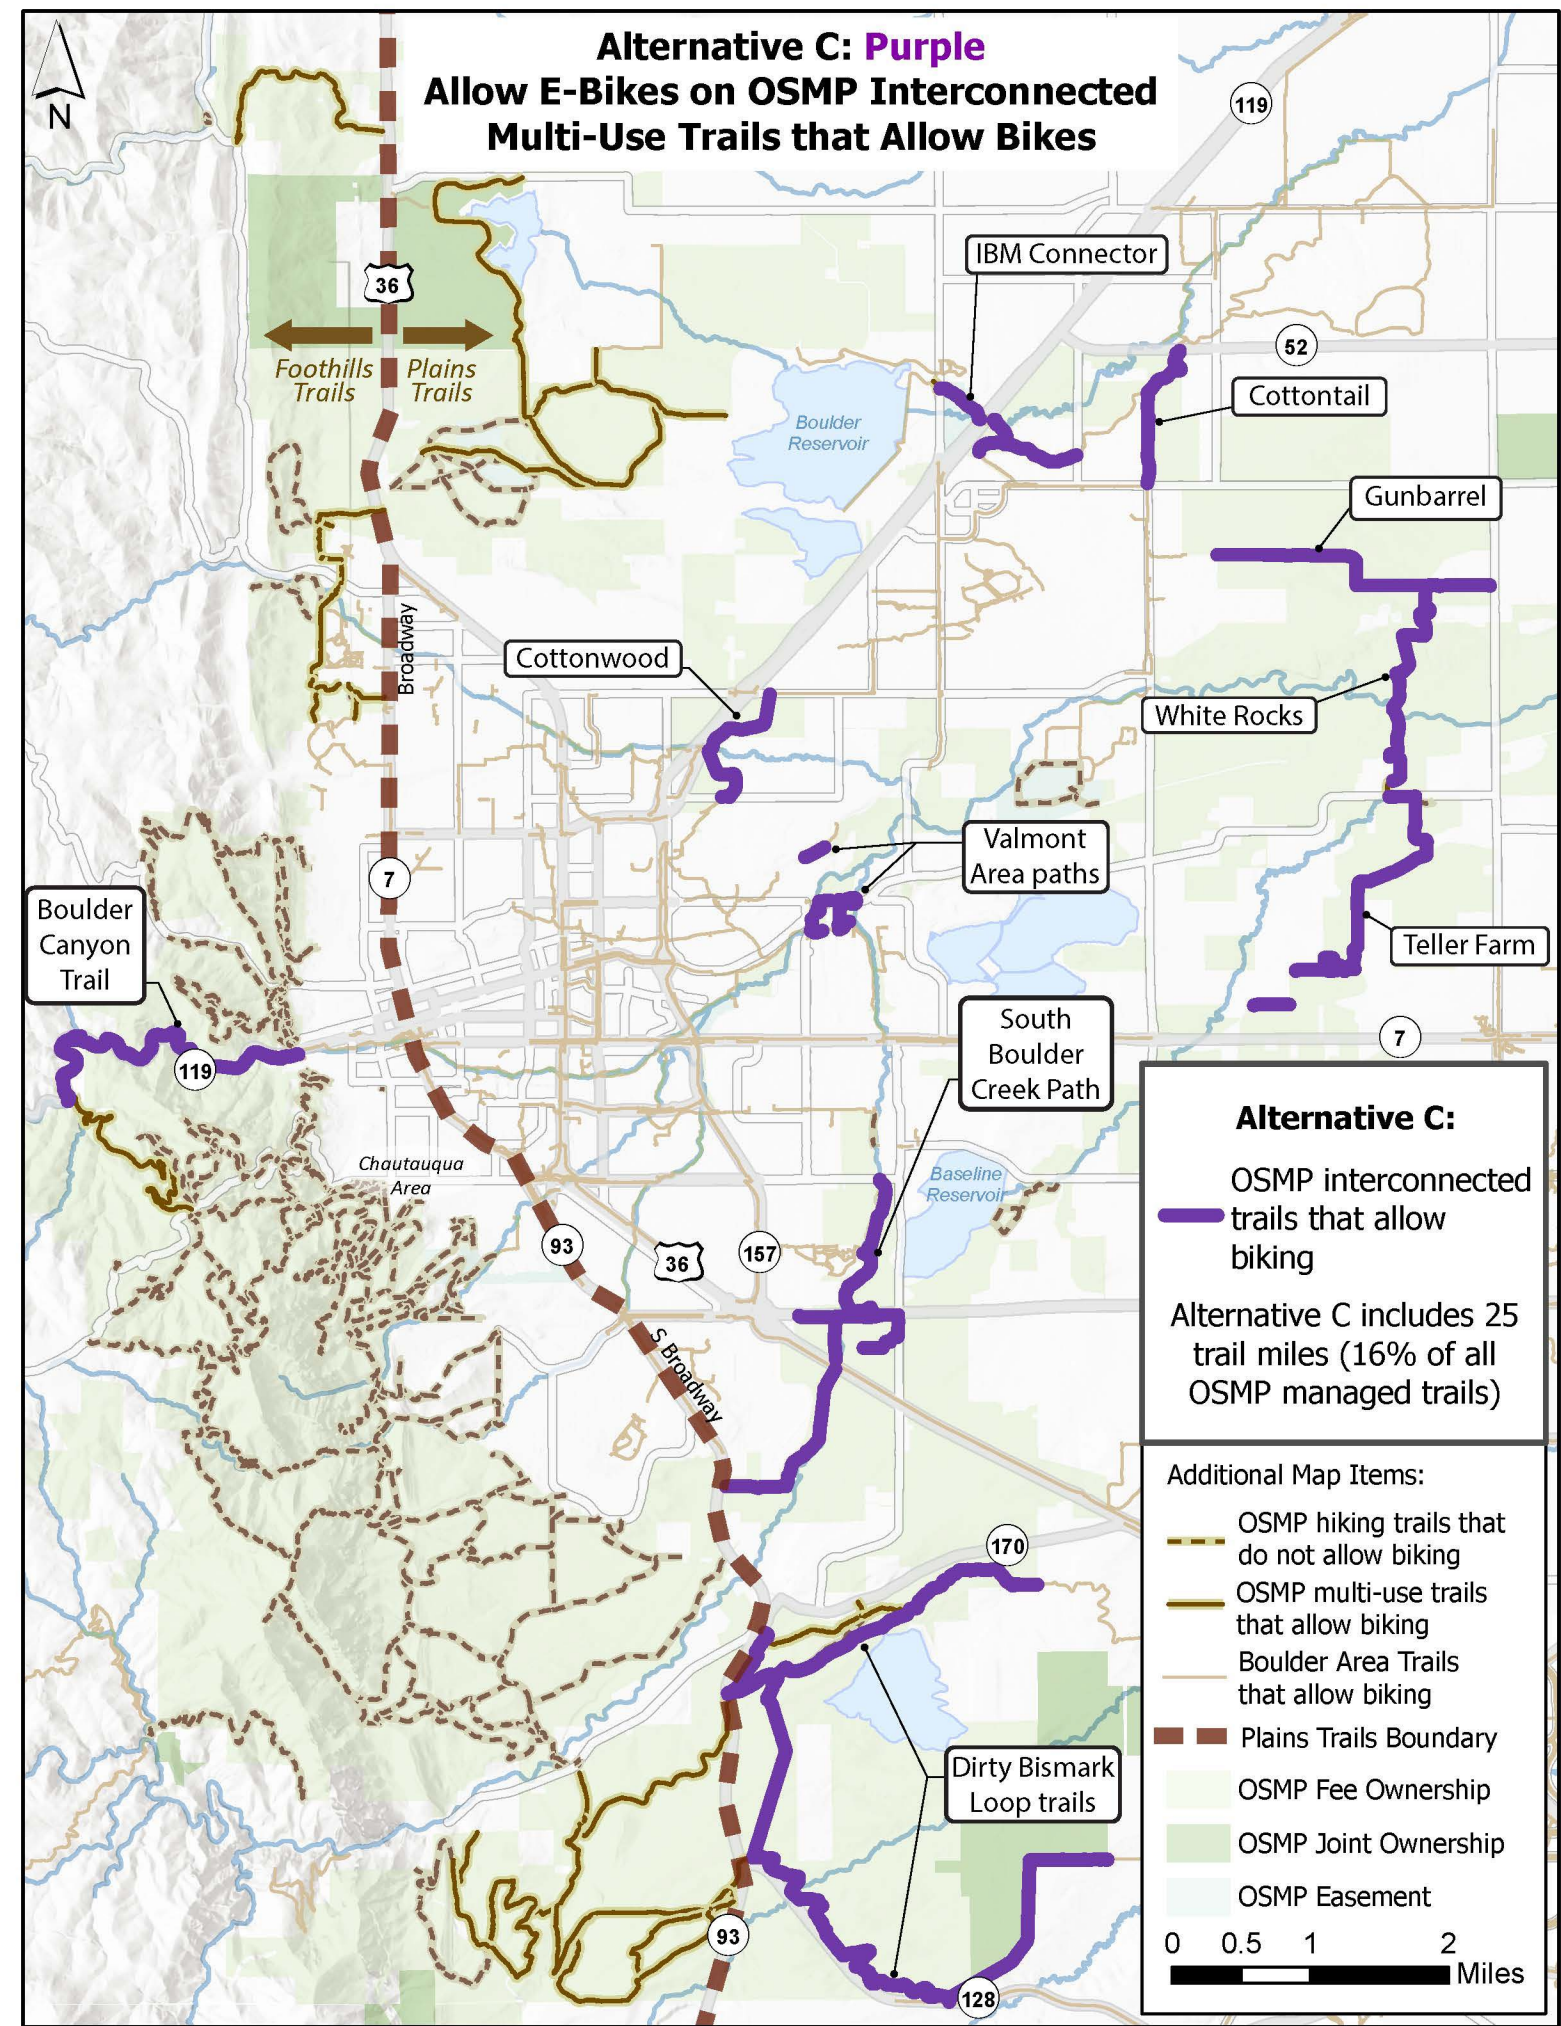 Alternative C: Purple
Allow E-Bikes on OSMP Interconnected
Multi-Use Trails that Allow Bikes
N
119
IBM Connector
36
52
Foothills
Trails
Plains
Trails
Cottontail
Boulder
Reservoir
Gunbarrel
Broadway
Cottonwood
White Rocks
Valmont
Area paths
7
Boulder
Canyon
Trail
Teller Farm
South
Boulder
Creek Path
7
119
Chautauqua
Area
Baseline
Reservoir
93
36
157
S Broadway
170
Dirty Bismark
Loop trails
93
128
Alternative C:
OSMP interconnected
trails that allow
biking
Alternative C includes 25
trail miles (16% of all
OSMP managed trails)
Additional Map Items:
OSMP hiking trails that
do not allow biking
OSMP multi-use trails
that allow biking
Boulder Area Trails
that allow biking
Plains Trails Boundary
OSMP Fee Ownership
OSMP Joint Ownership
OSMP Easement
0 0.5 1 2
Miles